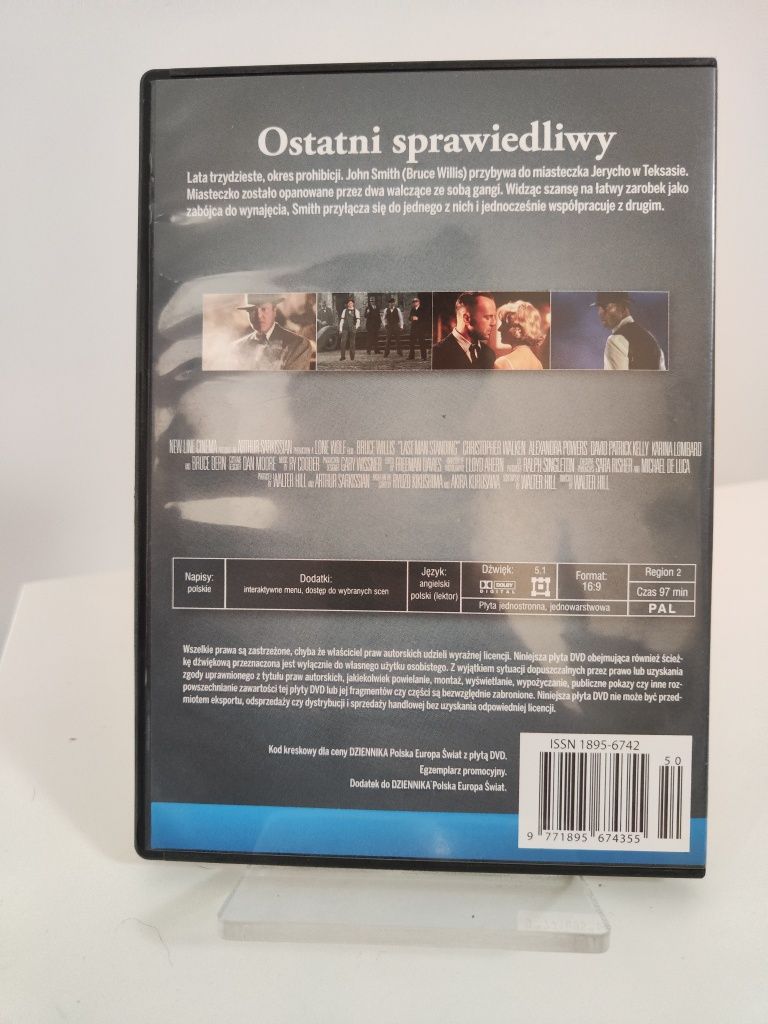 Ostatni sprawiedliwy
Lata trzydzieste, okres prohibicji. John Smith (Bruce Willis) przybywa do miasteczka Jerycho w Teksasie.
Miasteczko zostało opanowane przez dwa walczące ze sobą gangi. Widząc szansę na łatwy zarobek jako
zabójca do wynajęcia, Smith przyłącza się do jednego z nich i jednocześnie współpracuje z drugim.
NEW LINE CINEMA ARTHUR SARKISSIAN LONE WOLF BRUCE WILLIS "LAST MAN STANDING" CHRISTOPHER WALKEN ALEXANDRA POWERS DAVID PATRICK KELLY KARINA LOMBARD
AND BRUCE DERN DAN MOORE RY COODER GARY WISSNER FREEMAN DAVIES LLOYD AHERN RALPH SINGLETON SARA RISHER AND MICHAEL DE LUCA
WALTER HILL AND ARTHUR SARKISSIAN RYUZO KIKUSHIMA AND AKIRA KUROSAWA WALTER HILL WALTER HILL
Napisy:
polskie
Dodatki:
interaktywne menu, dostęp do wybranych scen
Język:
angielski
polski (lektor)
Dźwięk: 5.1
DOLBY
DIGITAL
Płyta jednostronna, jednowarstwowa
Format:
16:9
Region 2
Czas 97 min
PAL
Wszelkie prawa są zastrzeżone, chyba że właściciel praw autorskich udzieli wyraźnej licencji. Niniejsza płyta DVD obejmująca również ścież-
kę dźwiękową przeznaczona jest wyłącznie do własnego użytku osobistego. Z wyjątkiem sytuacji dopuszczalnych przez prawo lub uzyskania
zgody uprawnionego z tytułu praw autorskich, jakiekolwiek powielanie, montaż, wyświetlanie, wypożyczanie, publiczne pokazy czy inne roz-
powszechnianie zawartości tej płyty DVD lub jej fragmentów czy części są bezwzględnie zabronione. Niniejsza płyta DVD nie może być przed-
miotem eksportu, odsprzedaży czy dystrybucji i sprzedaży handlowej bez uzyskania odpowiedniej licencji.
Kod kreskowy dla ceny DZIENNIKA Polska Europa Świat z płytą DVD.
Egzemplarz promocyjny.
Dodatek do DZIENNIKA Polska Europa Świat.
ISSN 1895-6742
50
9 771895 674355